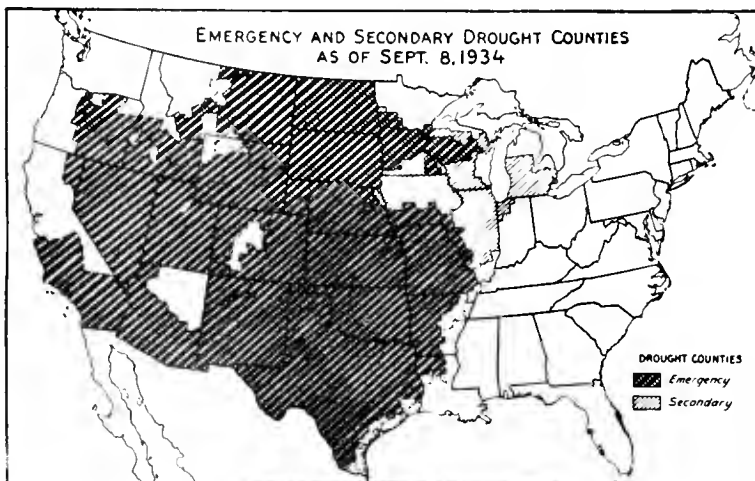 EMERGENCY AND SECONDARY DROUGHT COUNTIES
AS OF SEPT. 8, 1934
DROUGHT COUNTIES
Emergency
Secondary